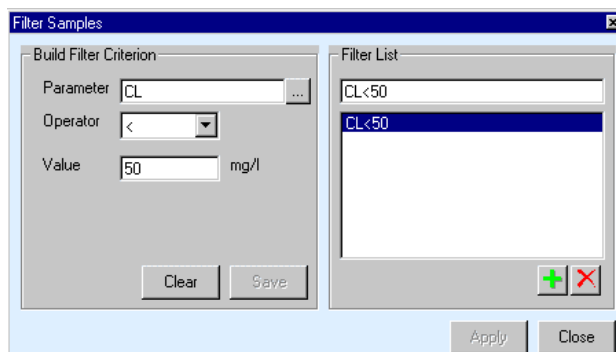 Filter Samples
Build Filter Criterion
Parameter CL ...
Operator <
Value 50 mg/l
Clear Save
Filter List
CL<50
CL<50
Apply Close